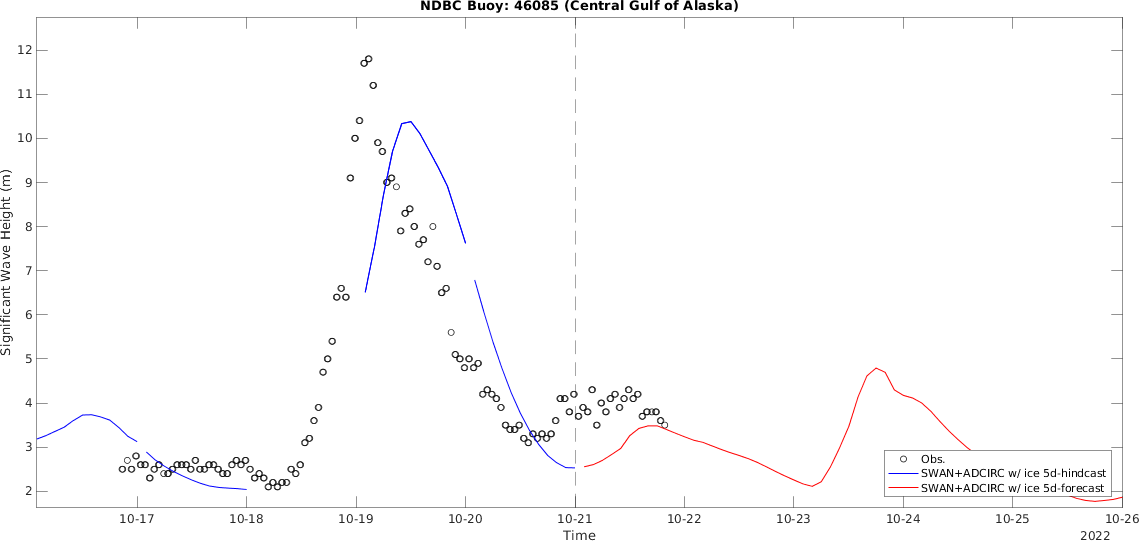 NDBC Buoy: 46085 (Central Gulf of Alaska)
12
11
10
9
8
7
6
5
4
3
2
Significant Wave Height (m)
Obs.
SWAN+ADCIRC w/ ice 5d-hindcast
SWAN+ADCIRC w/ ice 5d-forecast
10-17 10-18 10-19 10-20 10-21 10-22 10-23 10-24 10-25 10-26
Time
2022